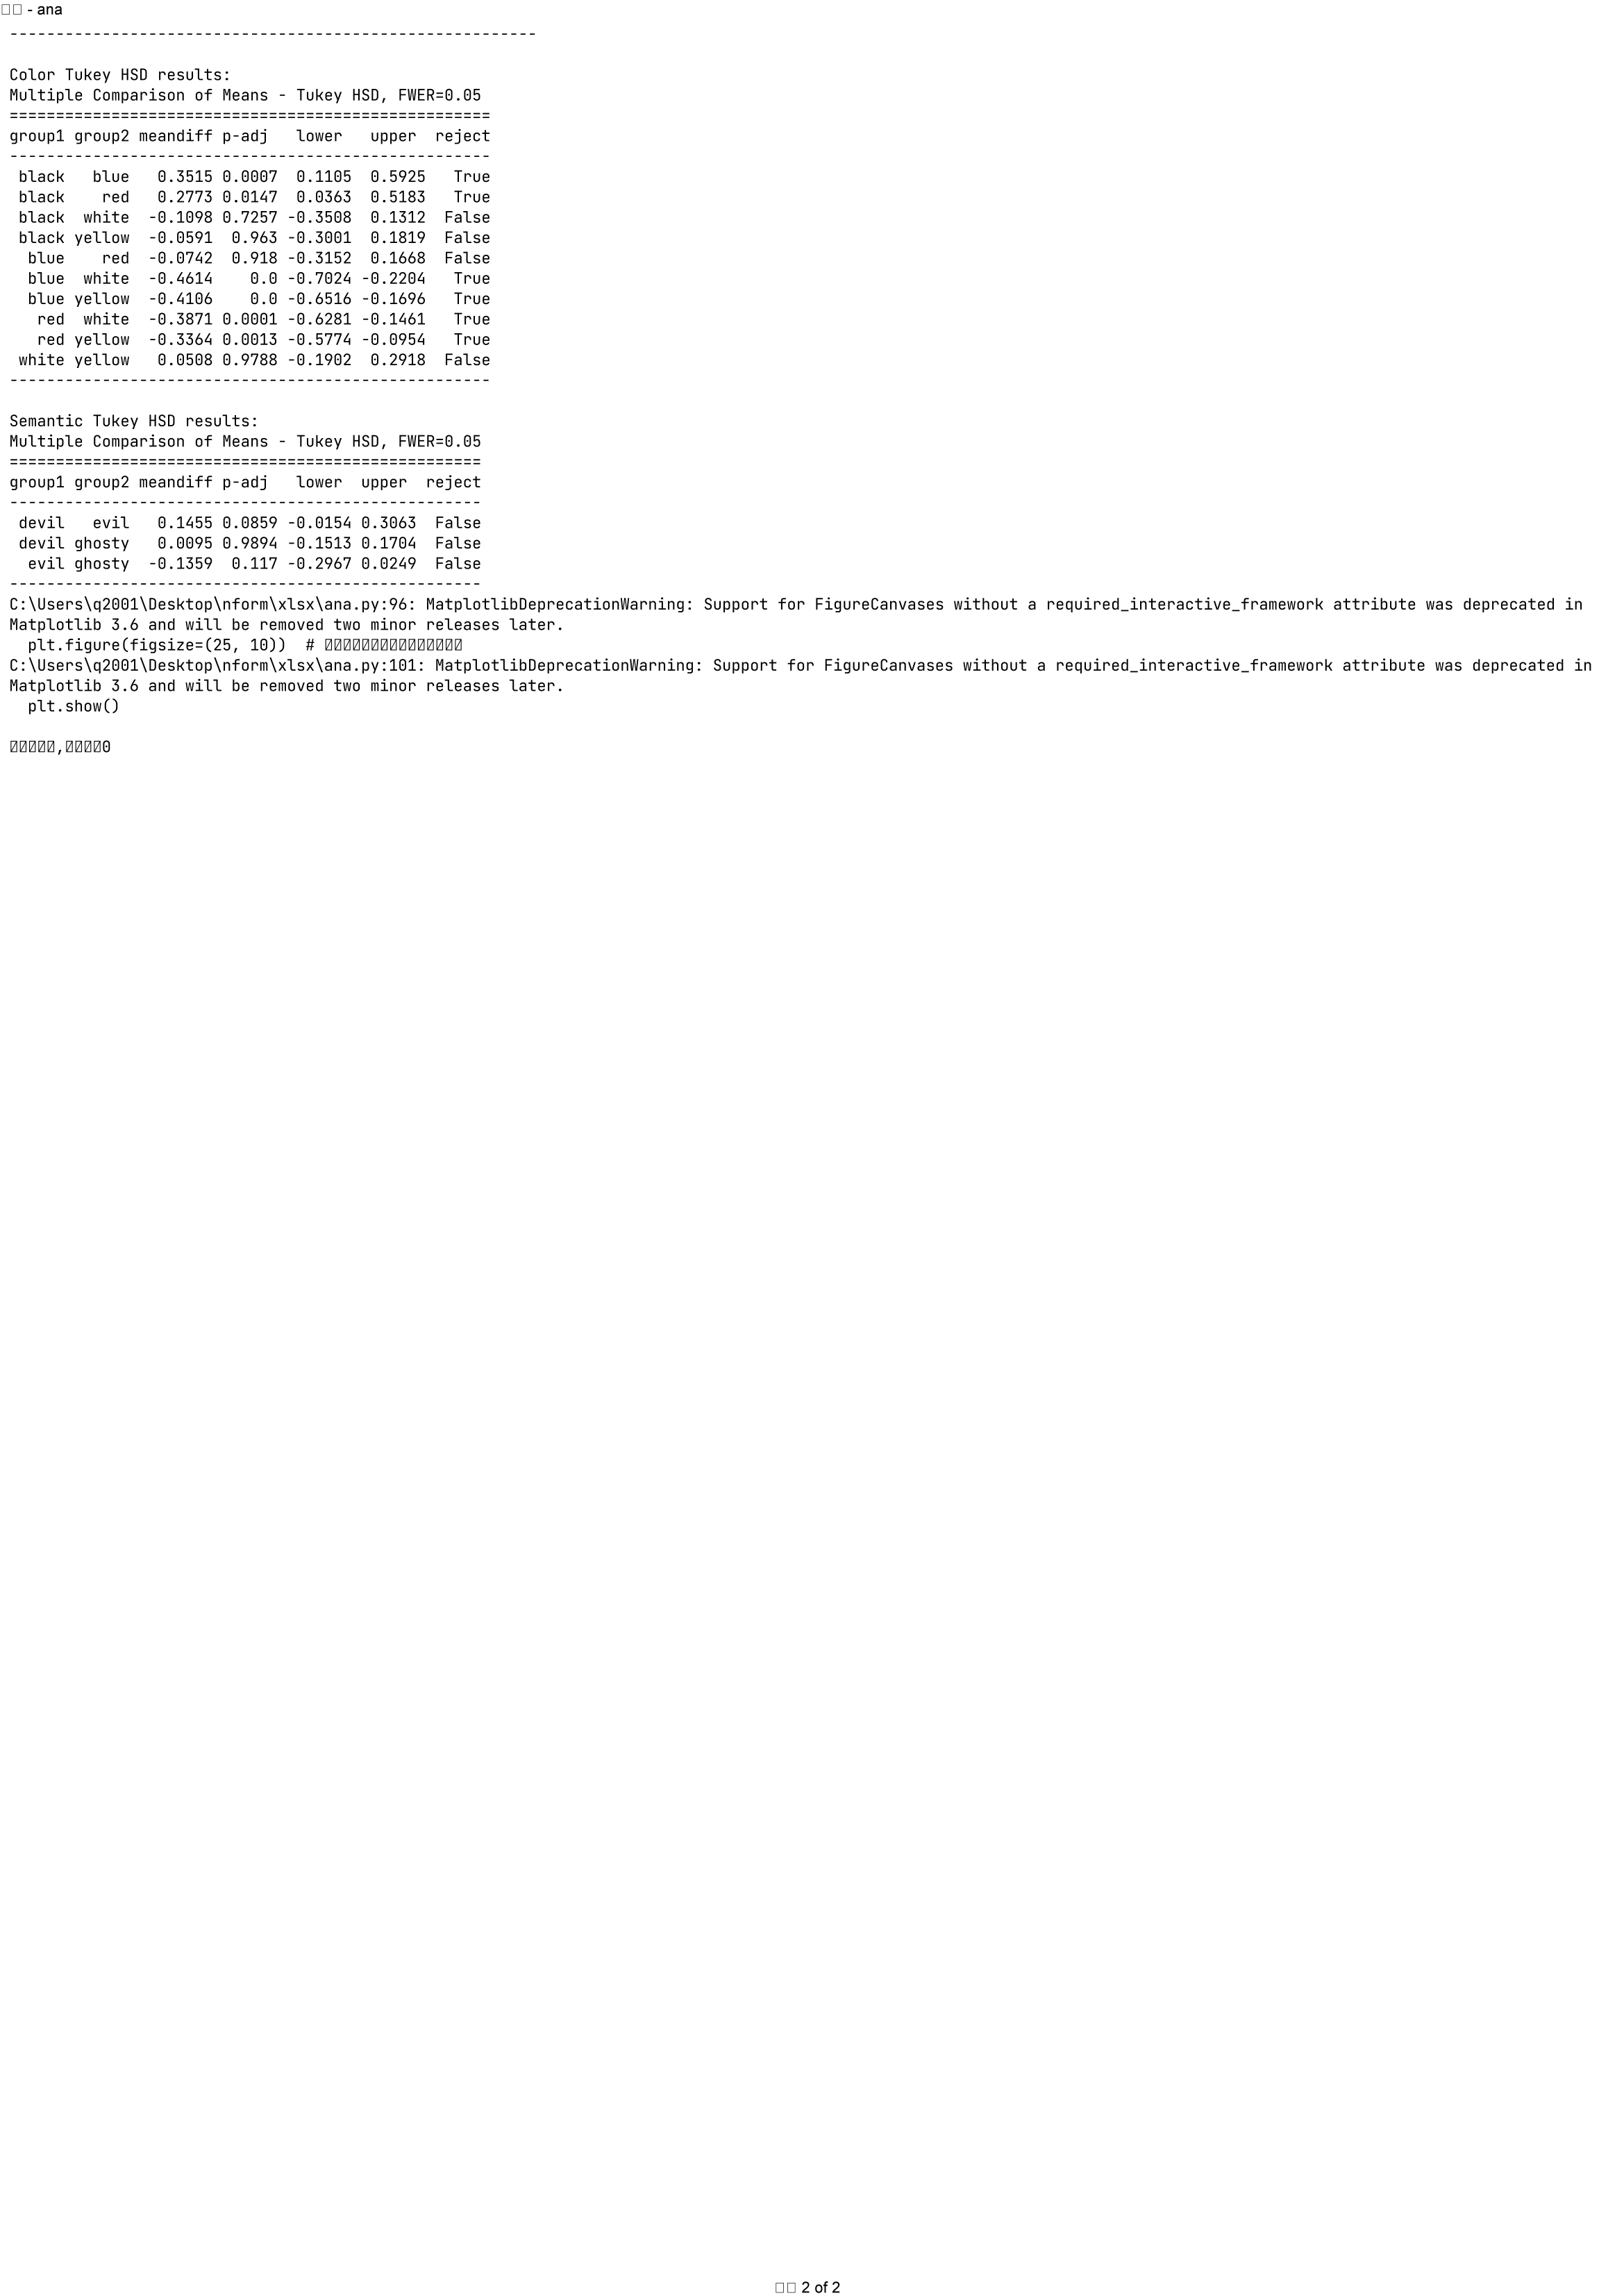 - ana
---------------------------------------------------------
Color Tukey HSD results:
Multiple Comparison of Means - Tukey HSD, FWER=0.05
====================================================
group1 group2 meandiff p-adj   lower   upper  reject
----------------------------------------------------
 black   blue   0.3515 0.0007  0.1105  0.5925   True
 black    red   0.2773 0.0147  0.0363  0.5183   True
 black  white  -0.1098 0.7257 -0.3508  0.1312  False
 black yellow  -0.0591  0.963 -0.3001  0.1819  False
  blue    red  -0.0742  0.918 -0.3152  0.1668  False
  blue  white  -0.4614    0.0 -0.7024 -0.2204   True
  blue yellow  -0.4106    0.0 -0.6516 -0.1696   True
   red  white  -0.3871 0.0001 -0.6281 -0.1461   True
   red yellow  -0.3364 0.0013 -0.5774 -0.0954   True
 white yellow   0.0508 0.9788 -0.1902  0.2918  False
----------------------------------------------------
Semantic Tukey HSD results:
Multiple Comparison of Means - Tukey HSD, FWER=0.05
===================================================
group1 group2 meandiff p-adj   lower  upper  reject
---------------------------------------------------
 devil   evil   0.1455 0.0859 -0.0154 0.3063  False
 devil ghosty   0.0095 0.9894 -0.1513 0.1704  False
  evil ghosty  -0.1359  0.117 -0.2967 0.0249  False
---------------------------------------------------
C:\Users\q2001\Desktop\nform\xlsx\ana.py:96: MatplotlibDeprecationWarning: Support for FigureCanvases without a required_interactive_framework attribute was deprecated in
Matplotlib 3.6 and will be removed two minor releases later.
  plt.figure(figsize=(25, 10))  #
C:\Users\q2001\Desktop\nform\xlsx\ana.py:101: MatplotlibDeprecationWarning: Support for FigureCanvases without a required_interactive_framework attribute was deprecated in
Matplotlib 3.6 and will be removed two minor releases later.
  plt.show()
,0
2 of 2